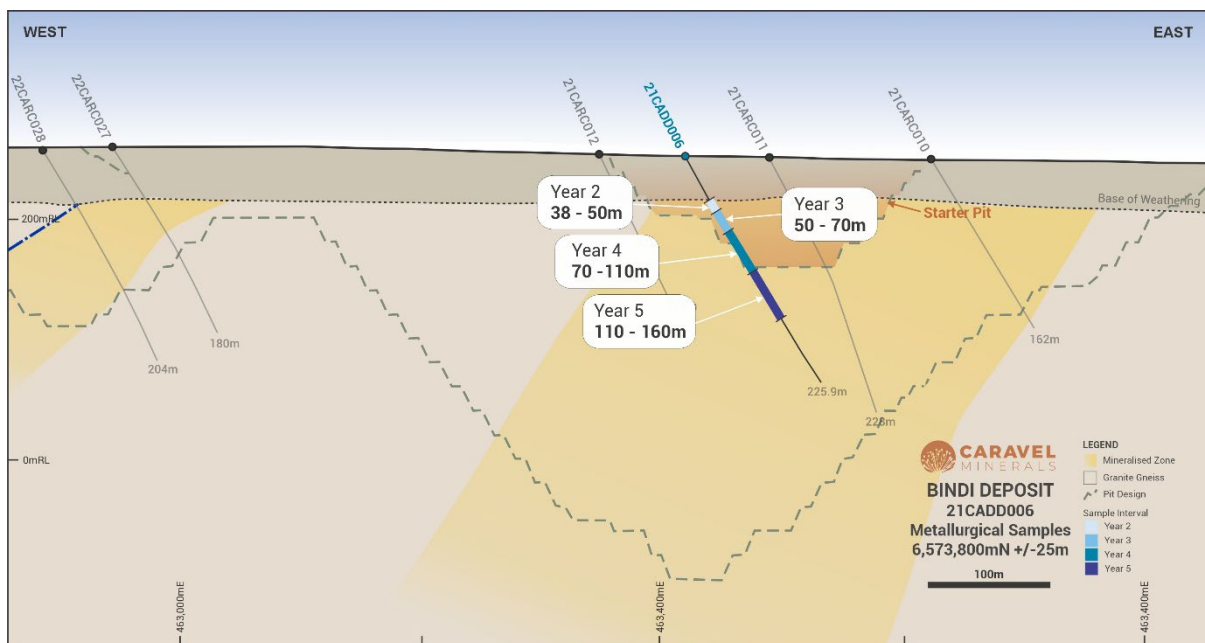 WEST
EAST
22CARC028
22CARC027
21CARC012
21CADD006
21CARC011
21CARC010
Year 2
38 - 50m
Year 3
50 - 70m
Year 4
70 -110m
Year 5
110 - 160m
Starter Pit
Base of Weathering
200mRL
0mRL
204m
180m
225.9m
228m
162m
CARAVEL
MINERALS
BINDI DEPOSIT
21CADD006
Metallurgical Samples
6,573,800mN +/-25m
100m
LEGEND
Mineralised Zone
Granite Gneiss
Pit Design
Sample Interval
Year 2
Year 3
Year 4
Year 5
463,000mE
463,400mE
463,400mE